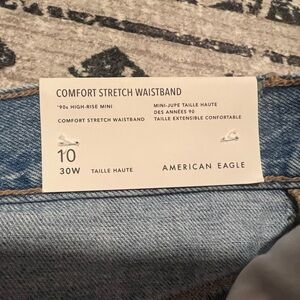 COMFORT STRETCH WAISTBAND
'90s HIGH-RISE MINI
COMFORT STRETCH WAISTBAND
MINI-JUPE TAILLE HAUTE
DES ANNÉES 90
TAILLE EXTENSIBLE CONFORTABLE
10
30W TAILLE HAUTE
AMERICAN EAGLE